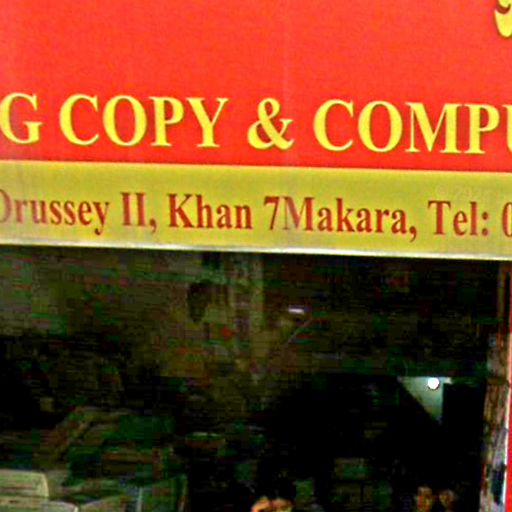 G COPY & COMPU
Orussey II, Khan 7Makara, Tel: 0